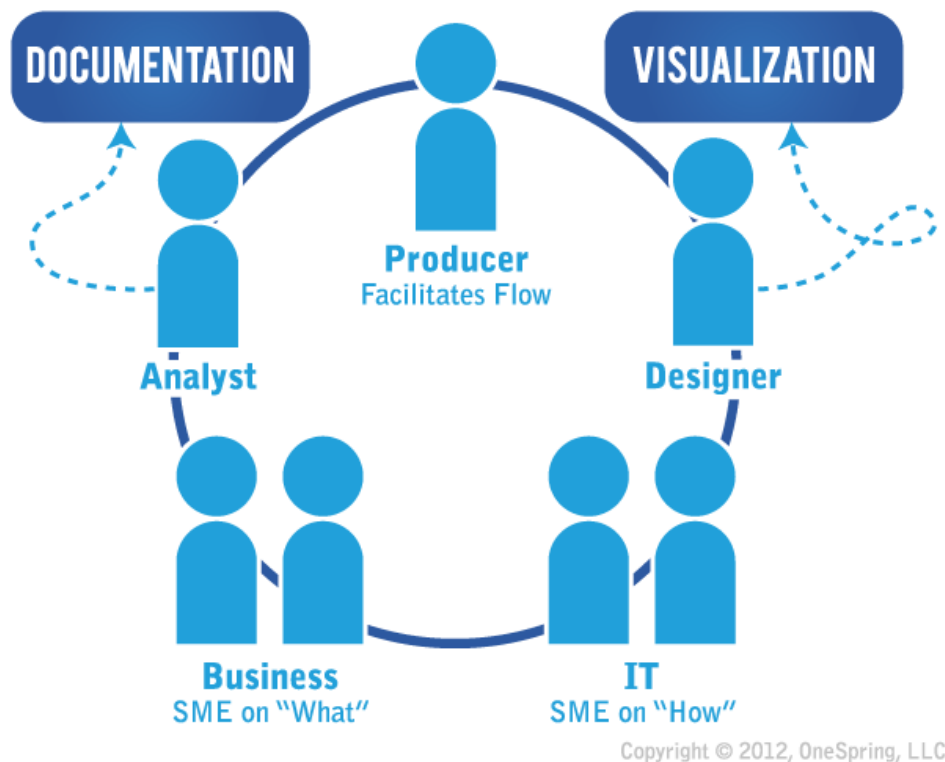 DOCUMENTATION
VISUALIZATION
Producer
Facilitates Flow
Analyst
Designer
Business
SME on “What”
IT
SME on “How”
Copyright © 2012, OneSpring, LLC